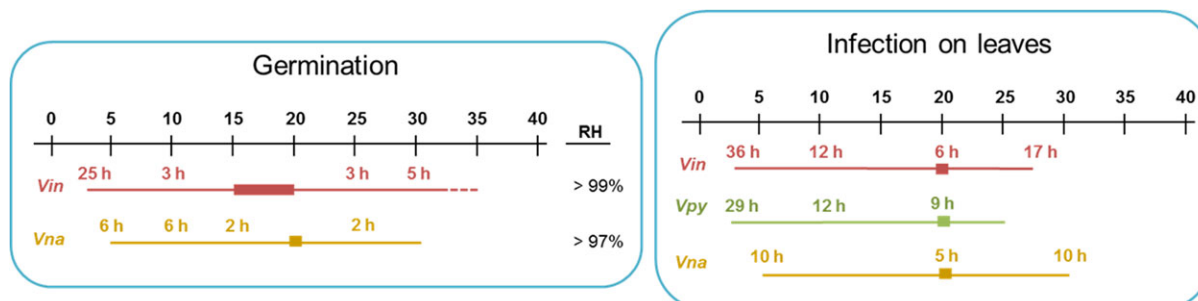 Germination
0 5 10 15 20 25 30 35 40
RH
25 h 3 h 3 h 5 h
Vin > 99%
6 h 6 h 2 h 2 h
Vna > 97%
Infection on leaves
0 5 10 15 20 25 30 35 40
36 h 12 h 6 h 17 h
Vin
29 h 12 h 9 h
Vpy
10 h 5 h 10 h
Vna